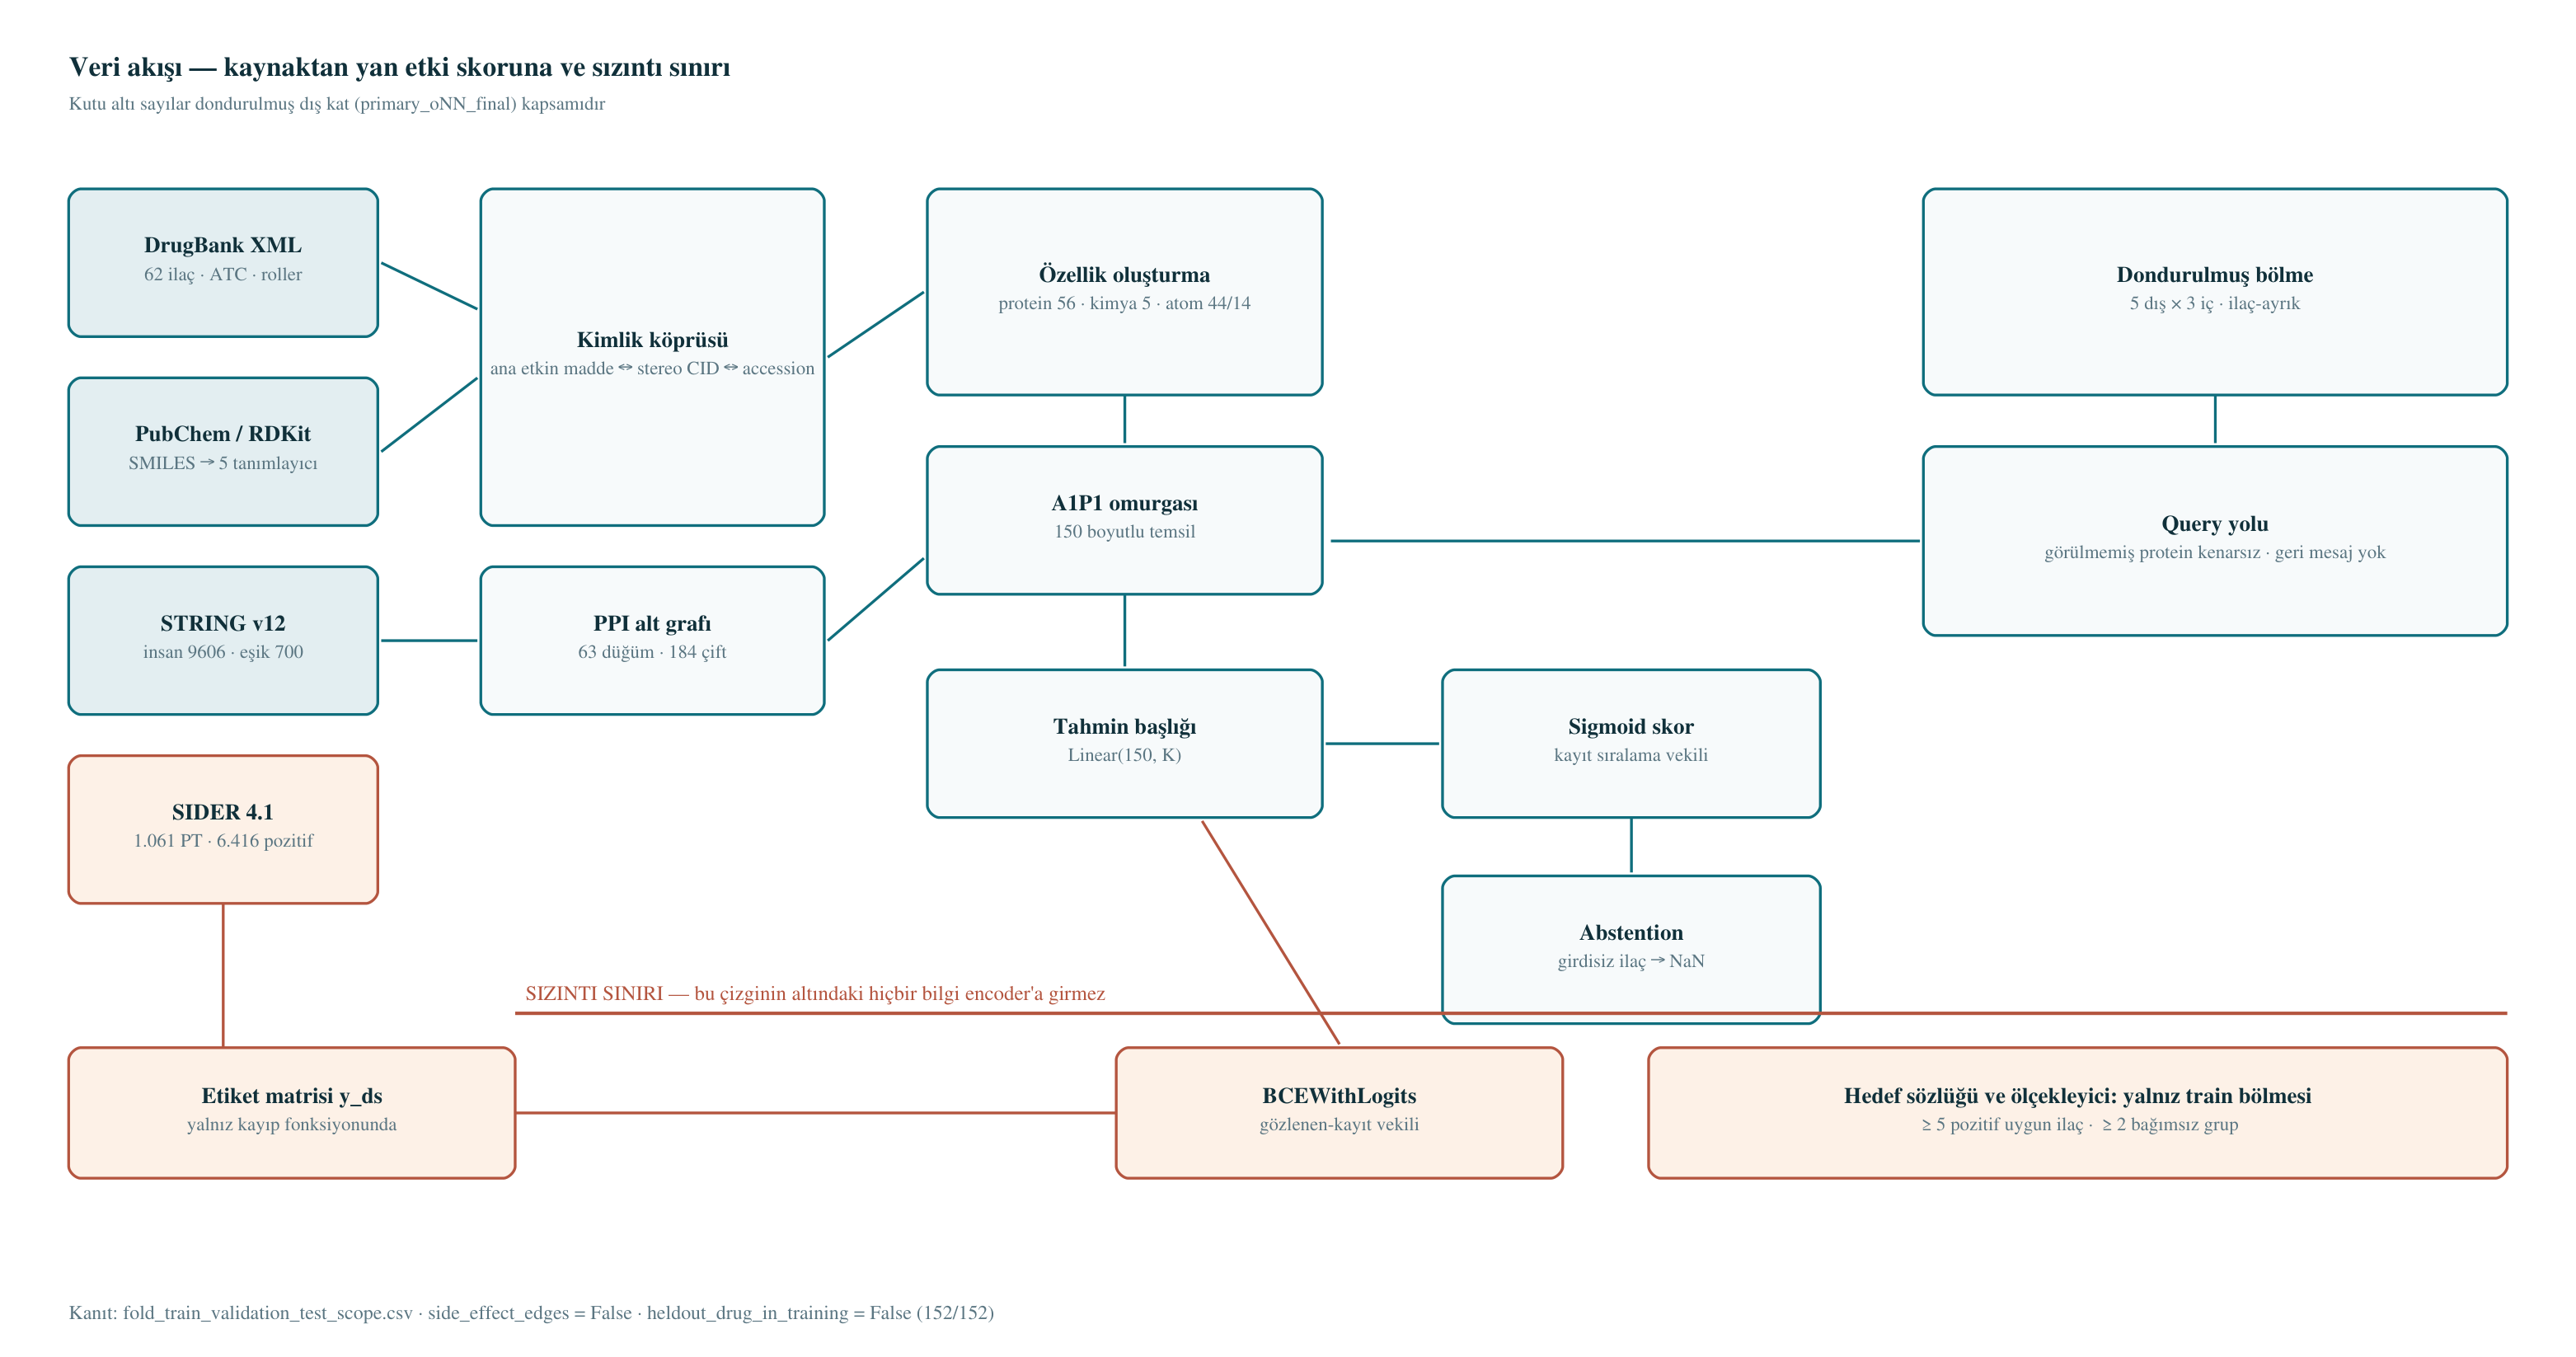 Veri akışı — kaynaktan yan etki skoruna ve sızıntı sınırı
Kutu altı sayılar dondurulmuş dış kat (primary_oNN_final) kapsamıdır
DrugBank XML
62 ilaç · ATC · roller
PubChem / RDKit
SMILES → 5 tanımlayıcı
STRING v12
insan 9606 · eşik 700
SIDER 4.1
1.061 PT · 6.416 pozitif
Kimlik köprüsü
ana etkin madde ↔ stereo CID ↔ accession
PPI alt grafı
63 düğüm · 184 çift
Özellik oluşturma
protein 56 · kimya 5 · atom 44/14
A1P1 omurgası
150 boyutlu temsil
Tahmin başlığı
Linear(150, K)
Sigmoid skor
kayıt sıralama vekili
Abstention
girdisiz ilaç → NaN
Dondurulmuş bölme
5 dış × 3 iç · ilaç-ayrık
Query yolu
görülmemiş protein kenarsız · geri mesaj yok
SIZINTI SINIRI — bu çizginin altındaki hiçbir bilgi encoder'a girmez
Etiket matrisi y_ds
yalnız kayıp fonksiyonunda
BCEWithLogits
gözlenen-kayıt vekili
Hedef sözlüğü ve ölçekleyici: yalnız train bölmesi
≥ 5 pozitif uygun ilaç · ≥ 2 bağımsız grup
Kanıt: fold_train_validation_test_scope.csv · side_effect_edges = False · heldout_drug_in_training = False (152/152)